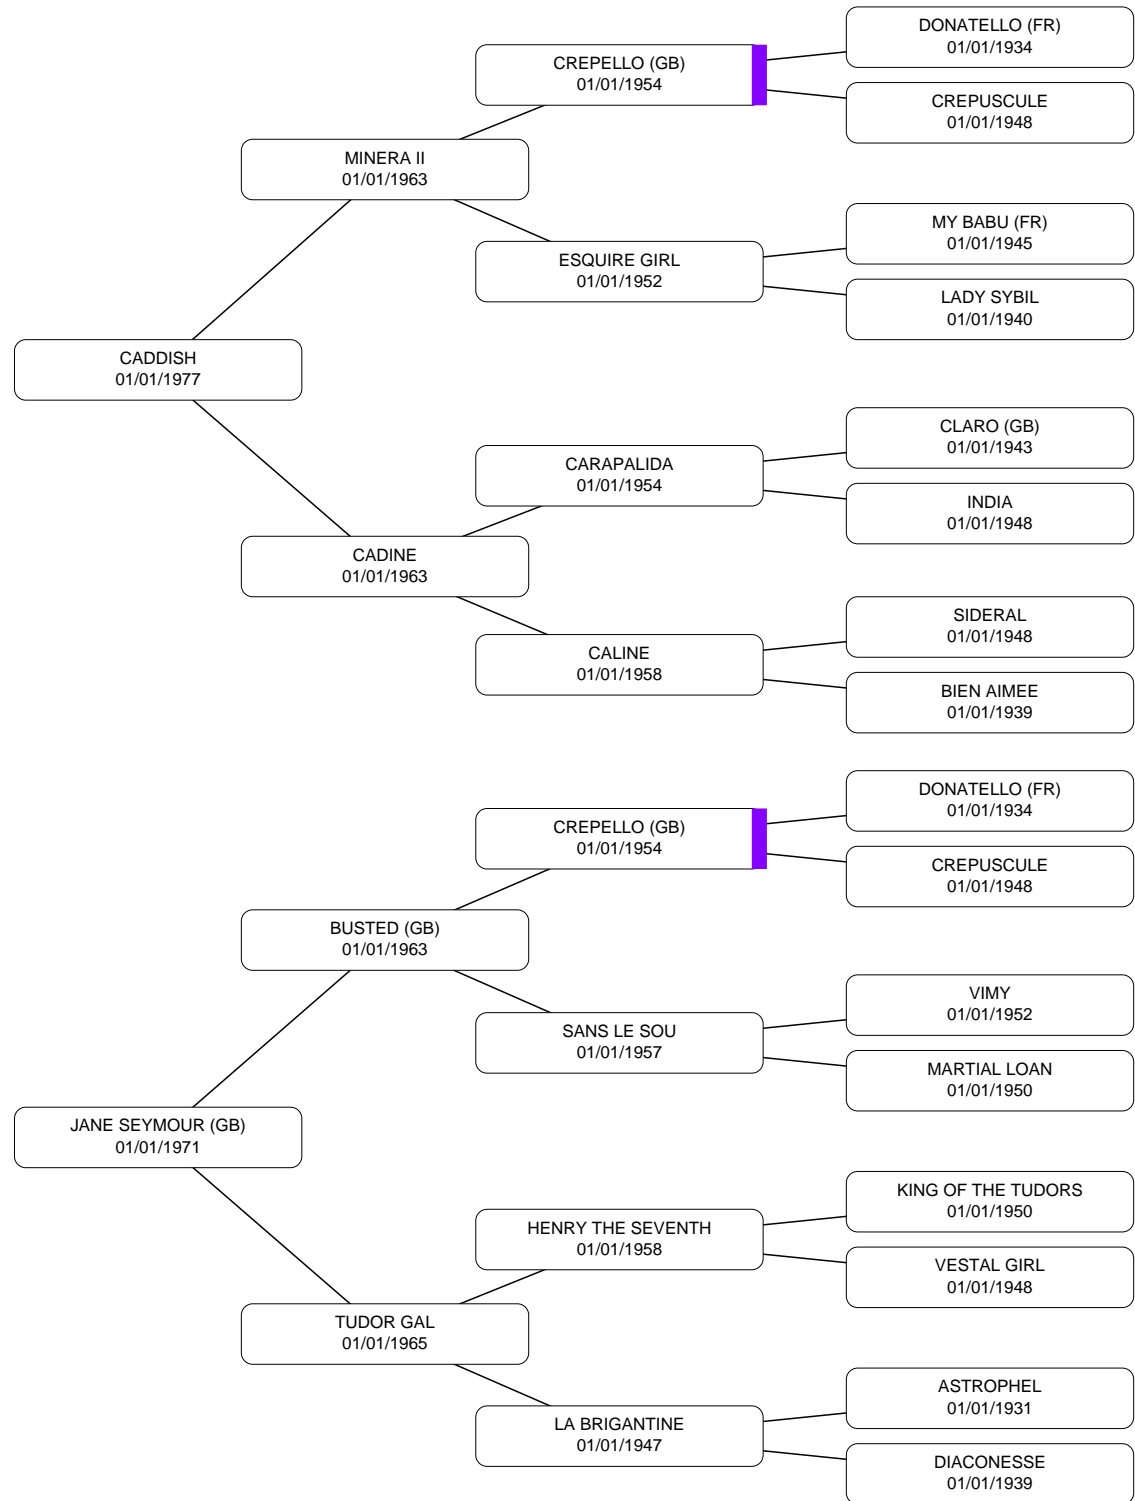 DONATELLO (FR)
01/01/1934
CREPELLO (GB)
01/01/1954
CREPUSCULE
01/01/1948
MINERA II
01/01/1963
MY BABU (FR)
01/01/1945
ESQUIRE GIRL
01/01/1952
LADY SYBIL
01/01/1940
CADDISH
01/01/1977
CLARO (GB)
01/01/1943
CARAPALIDA
01/01/1954
INDIA
01/01/1948
CADINE
01/01/1963
SIDERAL
01/01/1948
CALINE
01/01/1958
BIEN AIMEE
01/01/1939
DONATELLO (FR)
01/01/1934
CREPELLO (GB)
01/01/1954
CREPUSCULE
01/01/1948
BUSTED (GB)
01/01/1963
VIMY
01/01/1952
SANS LE SOU
01/01/1957
MARTIAL LOAN
01/01/1950
JANE SEYMOUR (GB)
01/01/1971
KING OF THE TUDORS
01/01/1950
HENRY THE SEVENTH
01/01/1958
VESTAL GIRL
01/01/1948
TUDOR GAL
01/01/1965
ASTROPHEL
01/01/1931
LA BRIGANTINE
01/01/1947
DIACONESSE
01/01/1939